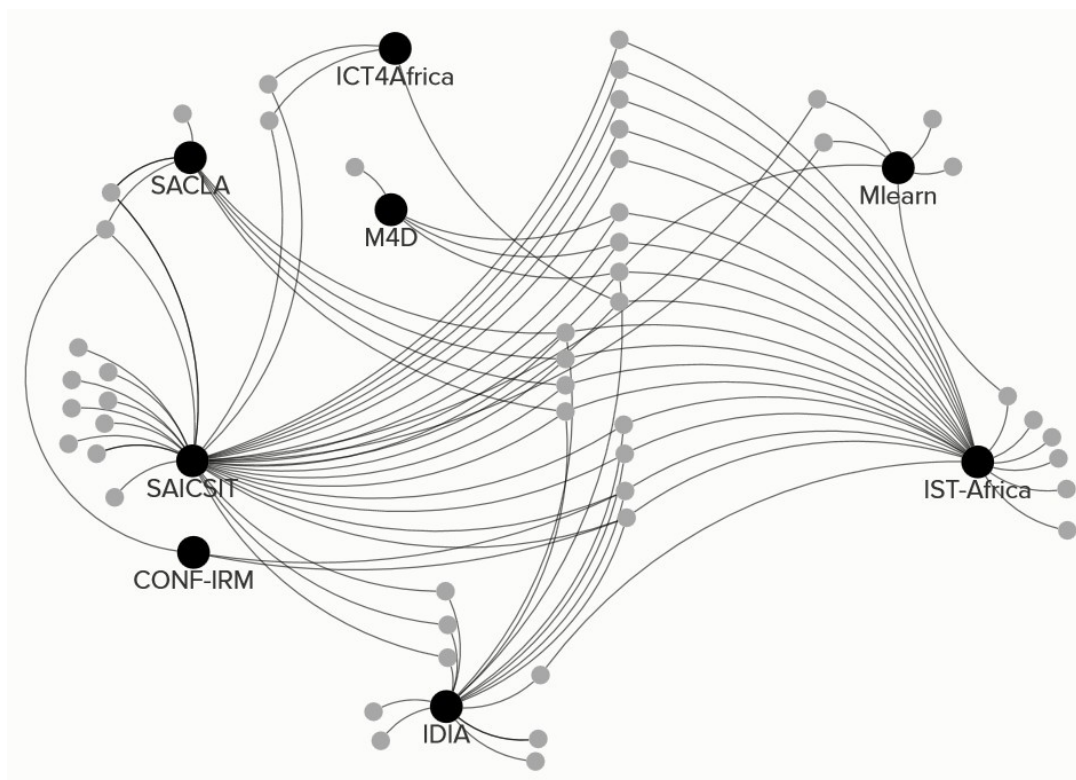 ICT4Africa
SACLA
Mlearn
M4D
SAICSIT
IST-Africa
CONF-IRM
IDIA